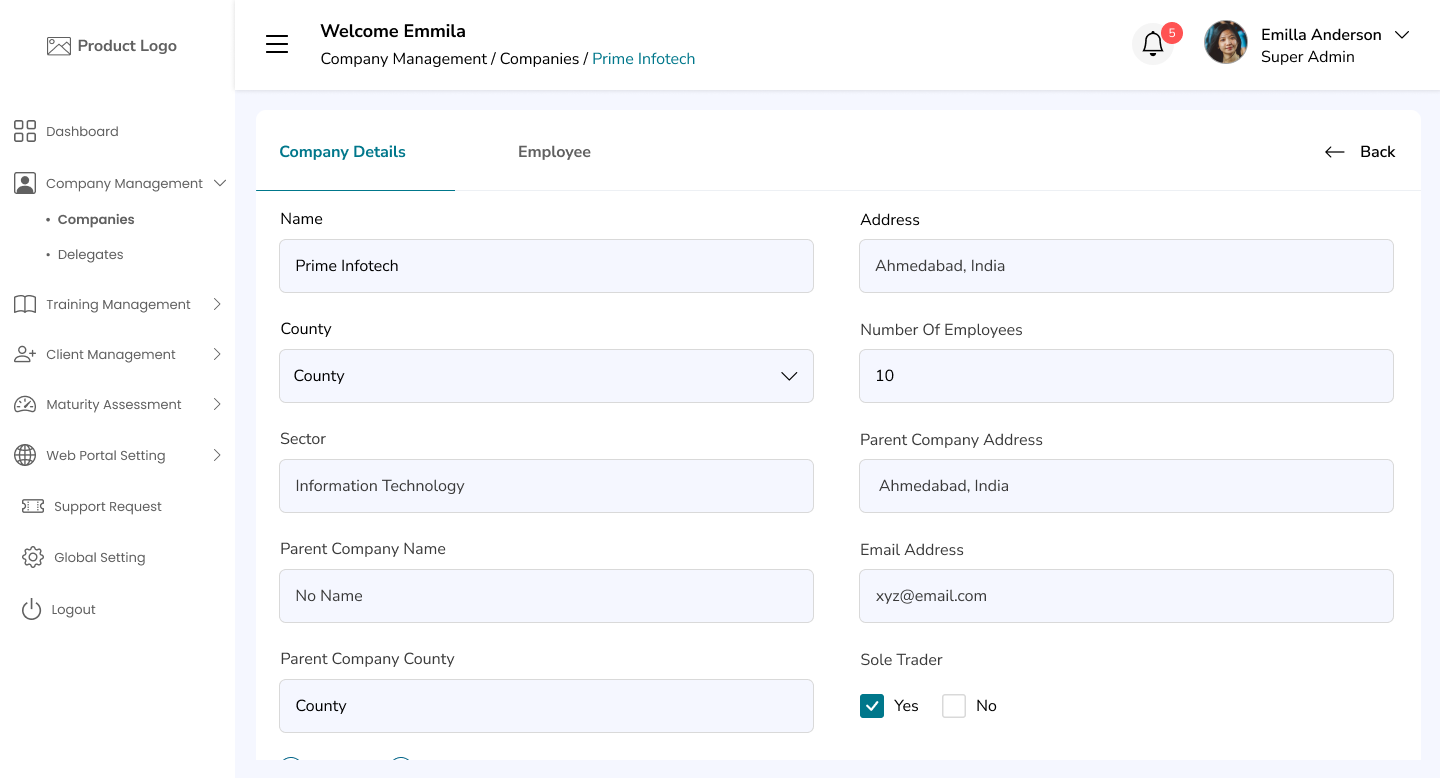 Product Logo
Welcome Emmila
Company Management / Companies / Prime Infotech
5
Emilla Anderson
Super Admin
Dashboard
Company Management
• Companies
• Delegates
Training Management
Client Management
Maturity Assessment
Web Portal Setting
Support Request
Global Setting
Logout
Company Details
Employee
Back
Name
Prime Infotech
Address
Ahmedabad, India
County
County
Number Of Employees
10
Sector
Information Technology
Parent Company Address
Ahmedabad, India
Parent Company Name
No Name
Email Address
xyz@email.com
Parent Company County
County
Sole Trader
Yes
No